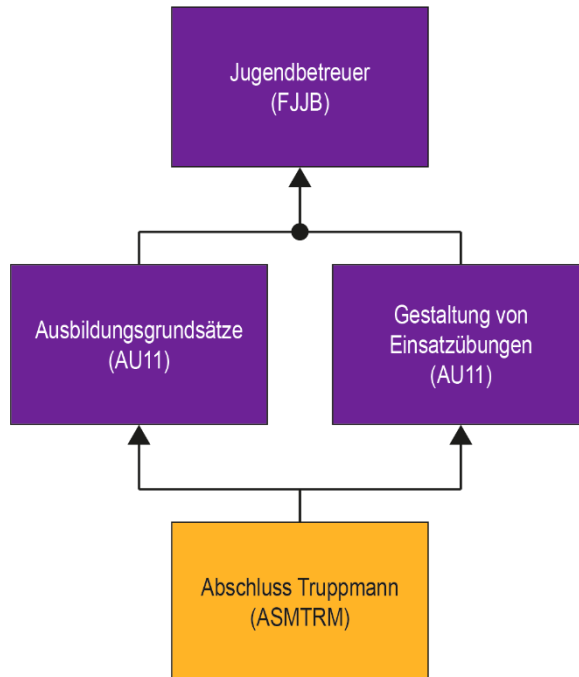 Jugendbetreuer
(FJJB)
Ausbildungsgrundsätze
(AU11)
Gestaltung von
Einsatzübungen
(AU11)
Abschluss Truppmann
(ASMTRM)